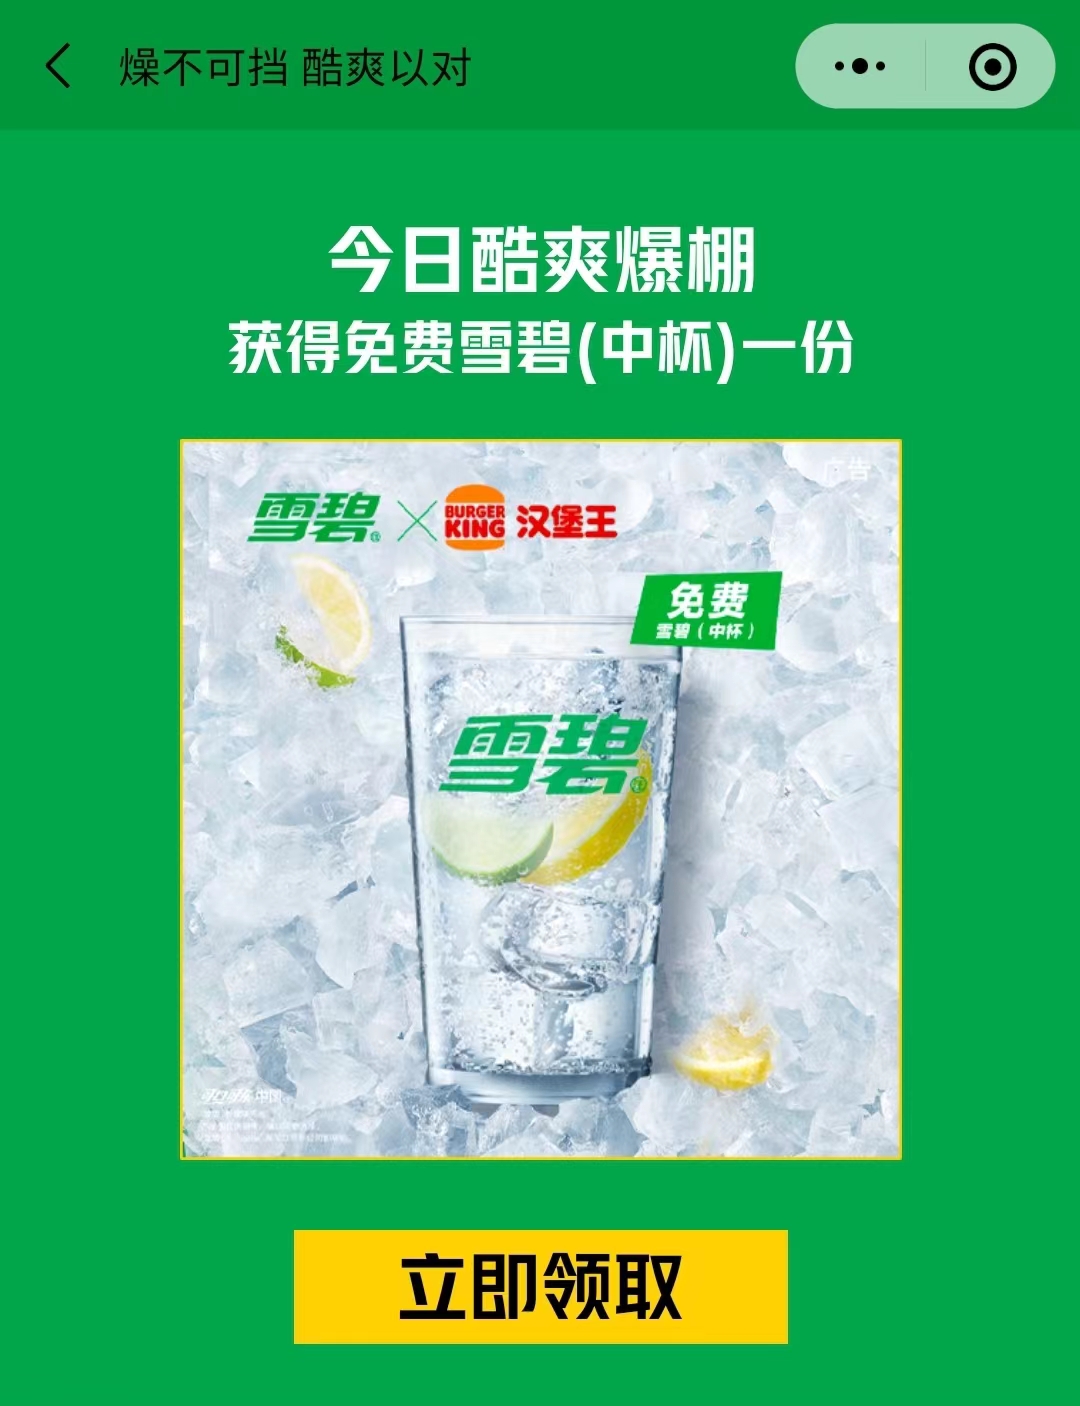 燥不可挡 酷爽以对
今日酷爽爆棚
获得免费雪碧(中杯)一份
广告
雪碧 BURGER KING 汉堡王
免费
雪碧（中杯）
雪碧
立即领取